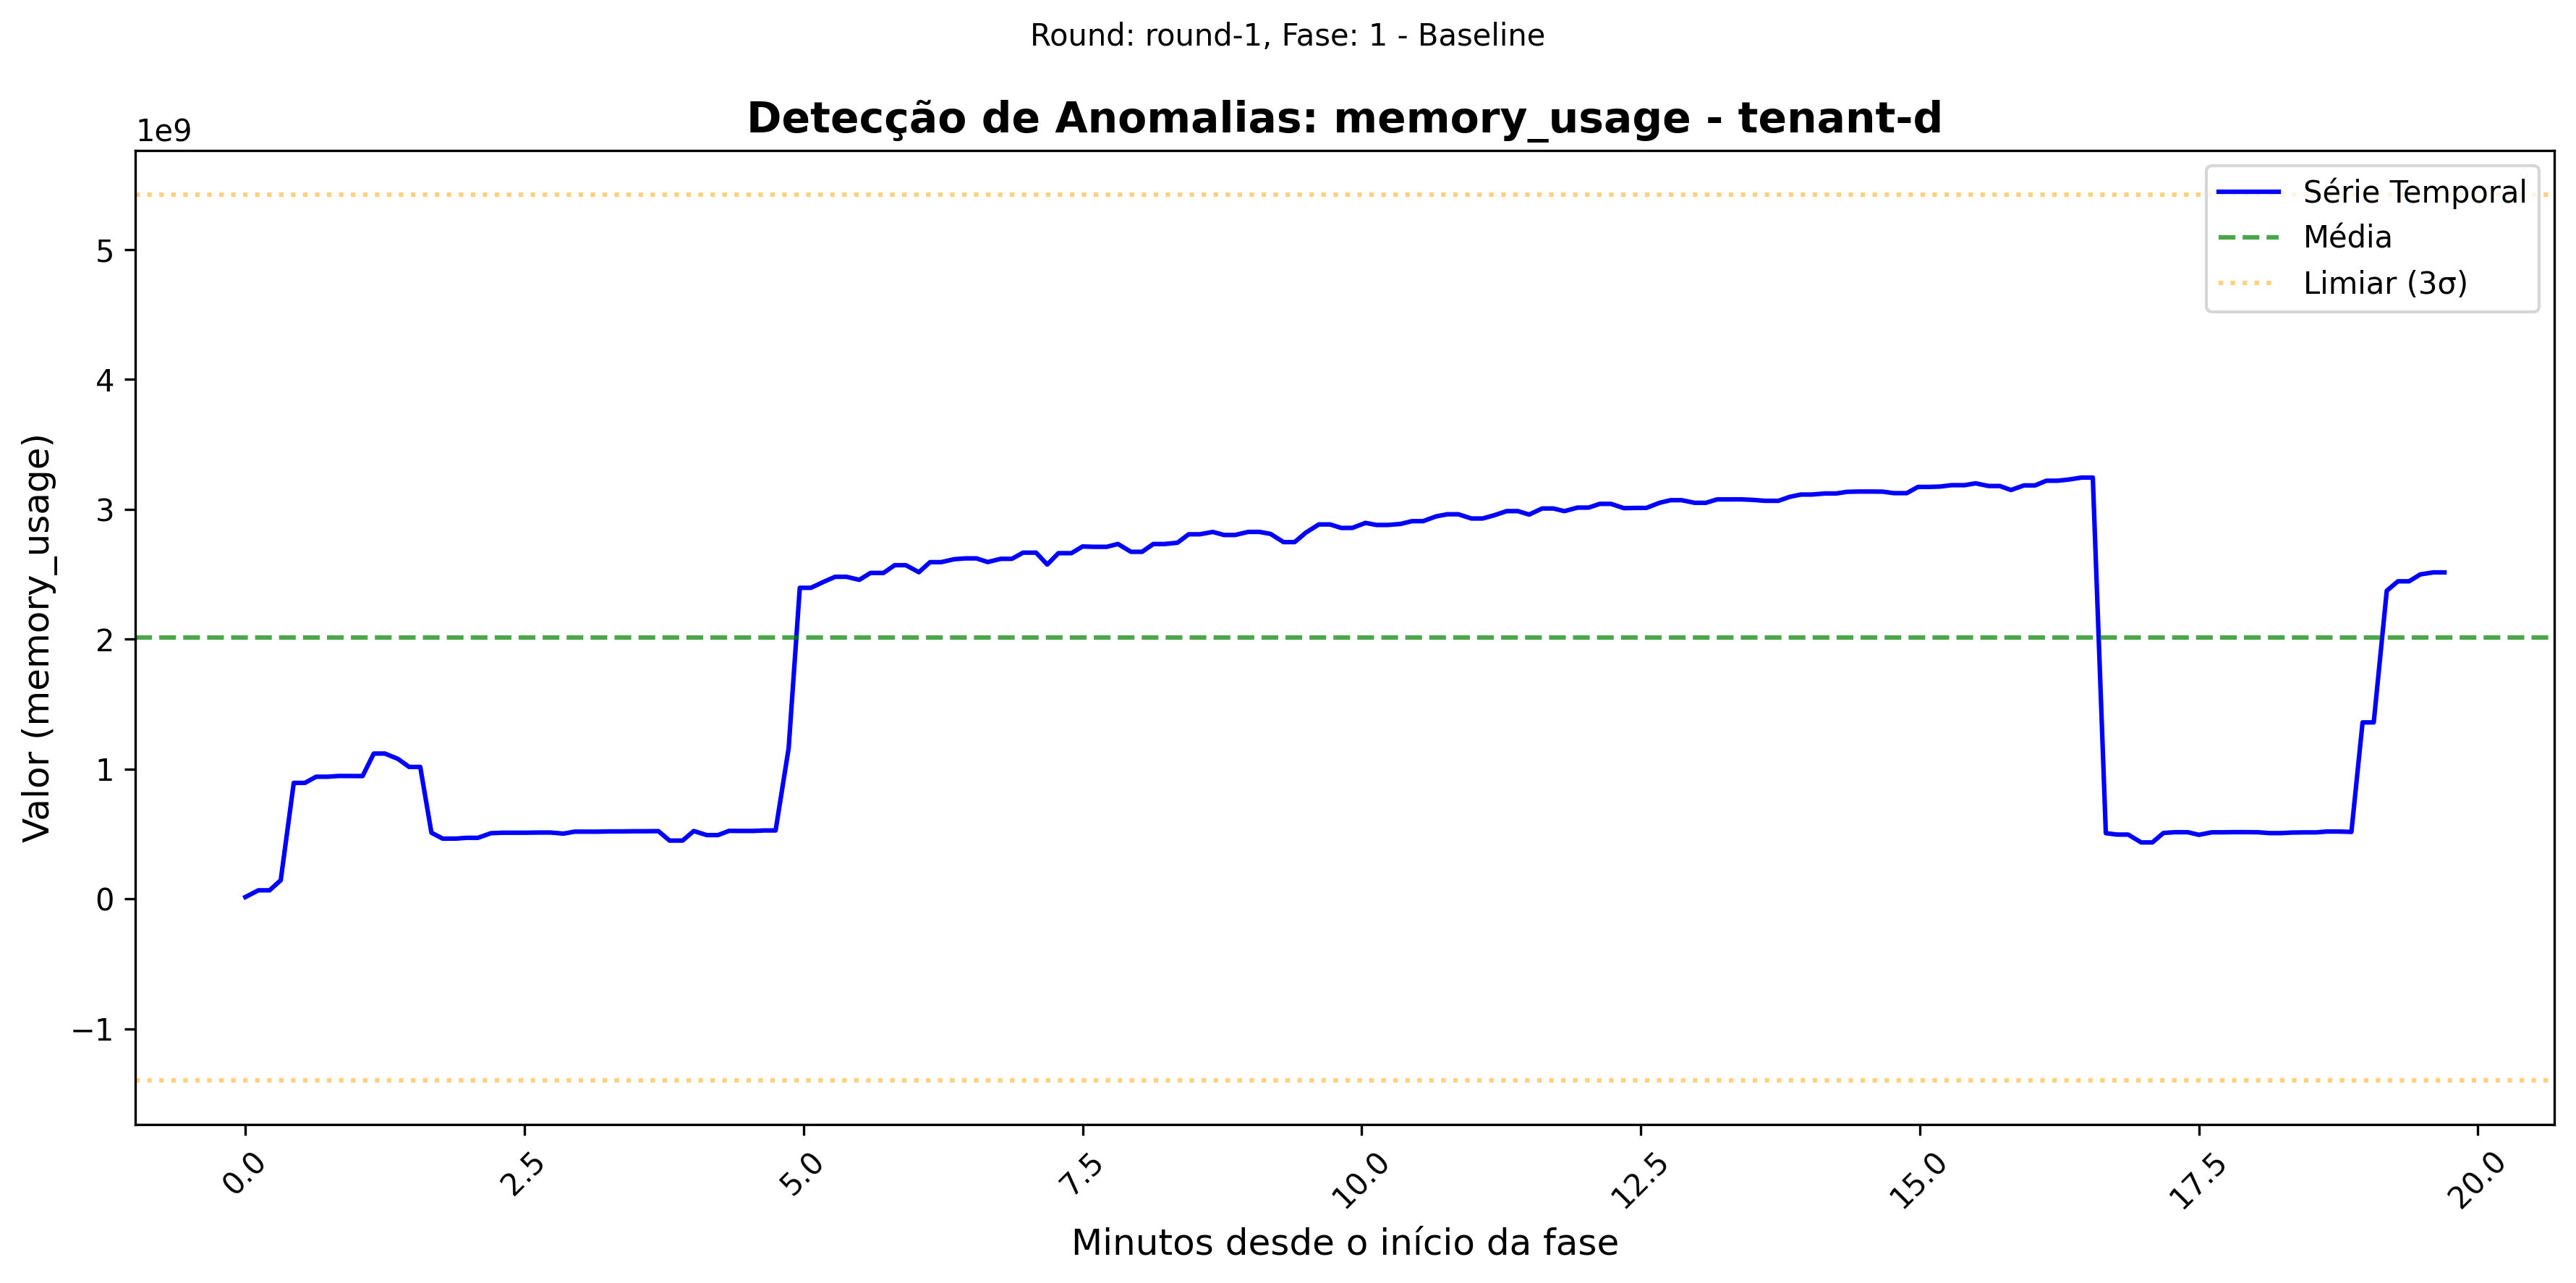 Round: round-1, Fase: 1 - Baseline
Detecção de Anomalias: memory_usage - tenant-d
1e9
Série Temporal
Média
Limiar (3σ)
5
4
3
2
1
0
−1
Valor (memory_usage)
0.0
2.5
5.0
7.5
10.0
12.5
15.0
17.5
20.0
Minutos desde o início da fase